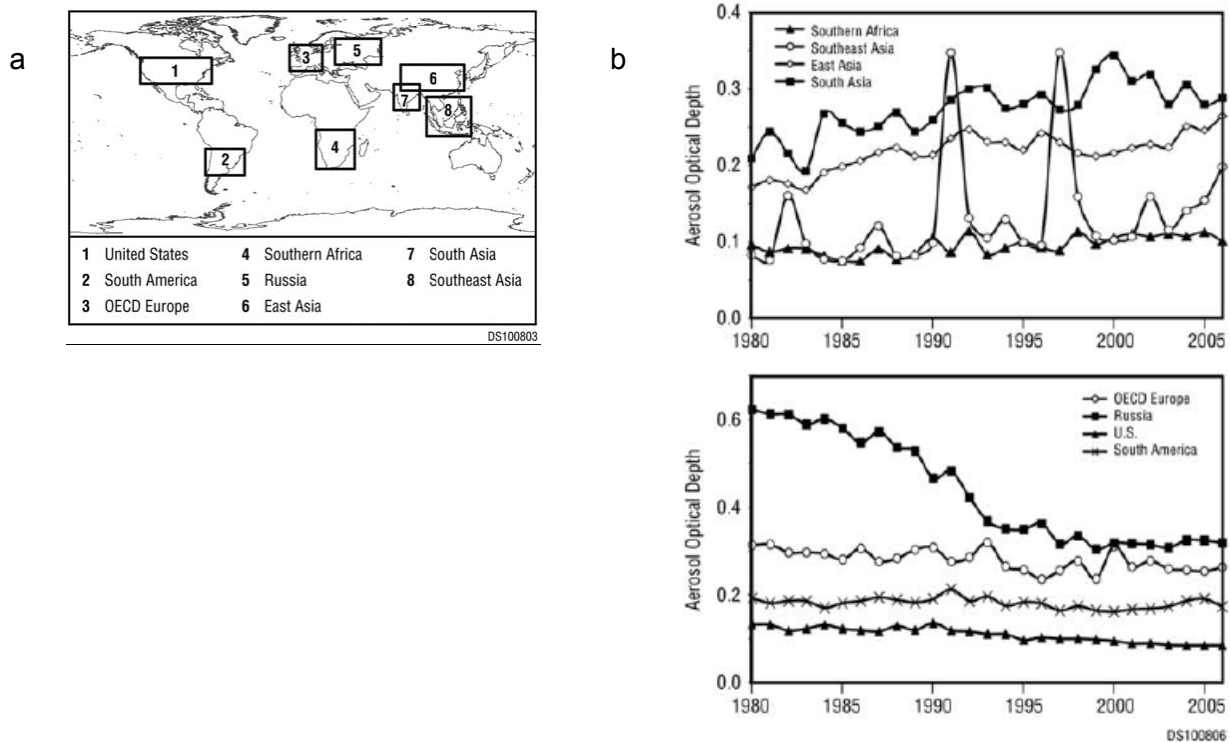 a
1
2
3
4
5
6
7
8
1 United States 4 Southern Africa 7 South Asia
2 South America 5 Russia 8 Southeast Asia
3 OECD Europe 6 East Asia
DS100803
b
0.4
0.3
0.2
0.1
0.0
Aerosol Optical Depth
Southern Africa
Southeast Asia
East Asia
South Asia
1980 1985 1990 1995 2000 2005
0.6
0.4
0.2
0.0
Aerosol Optical Depth
OECD Europe
Russia
U.S.
South America
1980 1985 1990 1995 2000 2005
DS100806